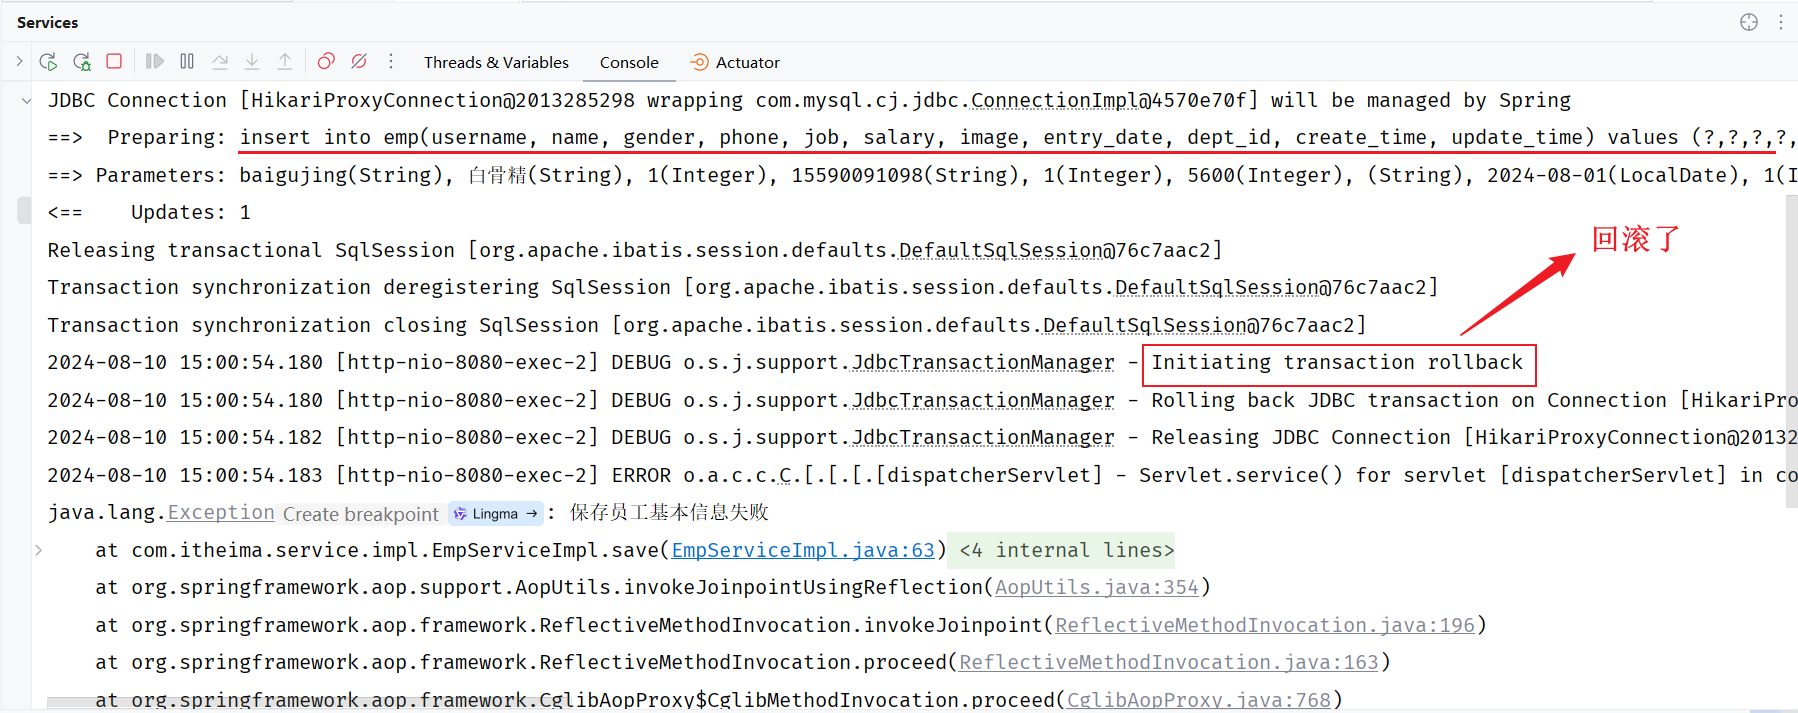 Services
Threads & Variables Console Actuator
JDBC Connection [HikariProxyConnection@2013285298 wrapping com.mysql.cj.jdbc.ConnectionImpl@4570e70f] will be managed by Spring
==>  Preparing: insert into emp(username, name, gender, phone, job, salary, image, entry_date, dept_id, create_time, update_time) values (?,?,?,?,
==> Parameters: baigujing(String), 白骨精(String), 1(Integer), 15590091098(String), 1(Integer), 5600(Integer), (String), 2024-08-01(LocalDate), 1(I
<==    Updates: 1
回滚了
Releasing transactional SqlSession [org.apache.ibatis.session.defaults.DefaultSqlSession@76c7aac2]
Transaction synchronization deregistering SqlSession [org.apache.ibatis.session.defaults.DefaultSqlSession@76c7aac2]
Transaction synchronization closing SqlSession [org.apache.ibatis.session.defaults.DefaultSqlSession@76c7aac2]
2024-08-10 15:00:54.180 [http-nio-8080-exec-2] DEBUG o.s.j.support.JdbcTransactionManager - Initiating transaction rollback
2024-08-10 15:00:54.180 [http-nio-8080-exec-2] DEBUG o.s.j.support.JdbcTransactionManager - Rolling back JDBC transaction on Connection [HikariPro
2024-08-10 15:00:54.182 [http-nio-8080-exec-2] DEBUG o.s.j.support.JdbcTransactionManager - Releasing JDBC Connection [HikariProxyConnection@20132
2024-08-10 15:00:54.183 [http-nio-8080-exec-2] ERROR o.a.c.c.C.[.[.[.[dispatcherServlet] - Servlet.service() for servlet [dispatcherServlet] in co
java.lang.Exception Create breakpoint Lingma → : 保存员工基本信息失败
at com.itheima.service.impl.EmpServiceImpl.save(EmpServiceImpl.java:63) <4 internal lines>
at org.springframework.aop.support.AopUtils.invokeJoinpointUsingReflection(AopUtils.java:354)
at org.springframework.aop.framework.ReflectiveMethodInvocation.invokeJoinpoint(ReflectiveMethodInvocation.java:196)
at org.springframework.aop.framework.ReflectiveMethodInvocation.proceed(ReflectiveMethodInvocation.java:163)
at org.springframework.aop.framework.CglibAopProxy$CglibMethodInvocation.proceed(CglibAopProxy.java:768)